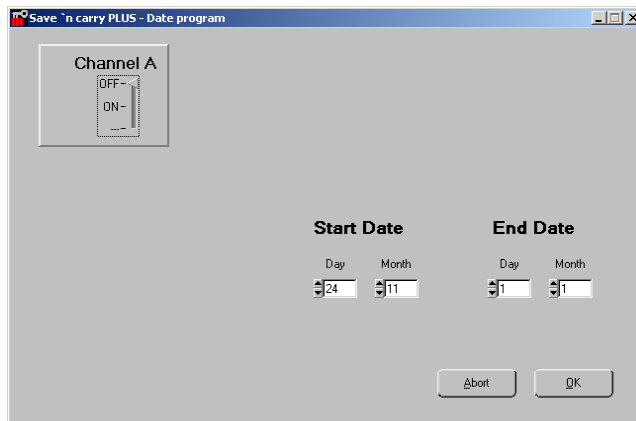 Save `n carry PLUS - Date program
Channel A
OFF
ON
---
Start Date End Date
Day Month Day Month
24 11 1 1
Abort OK